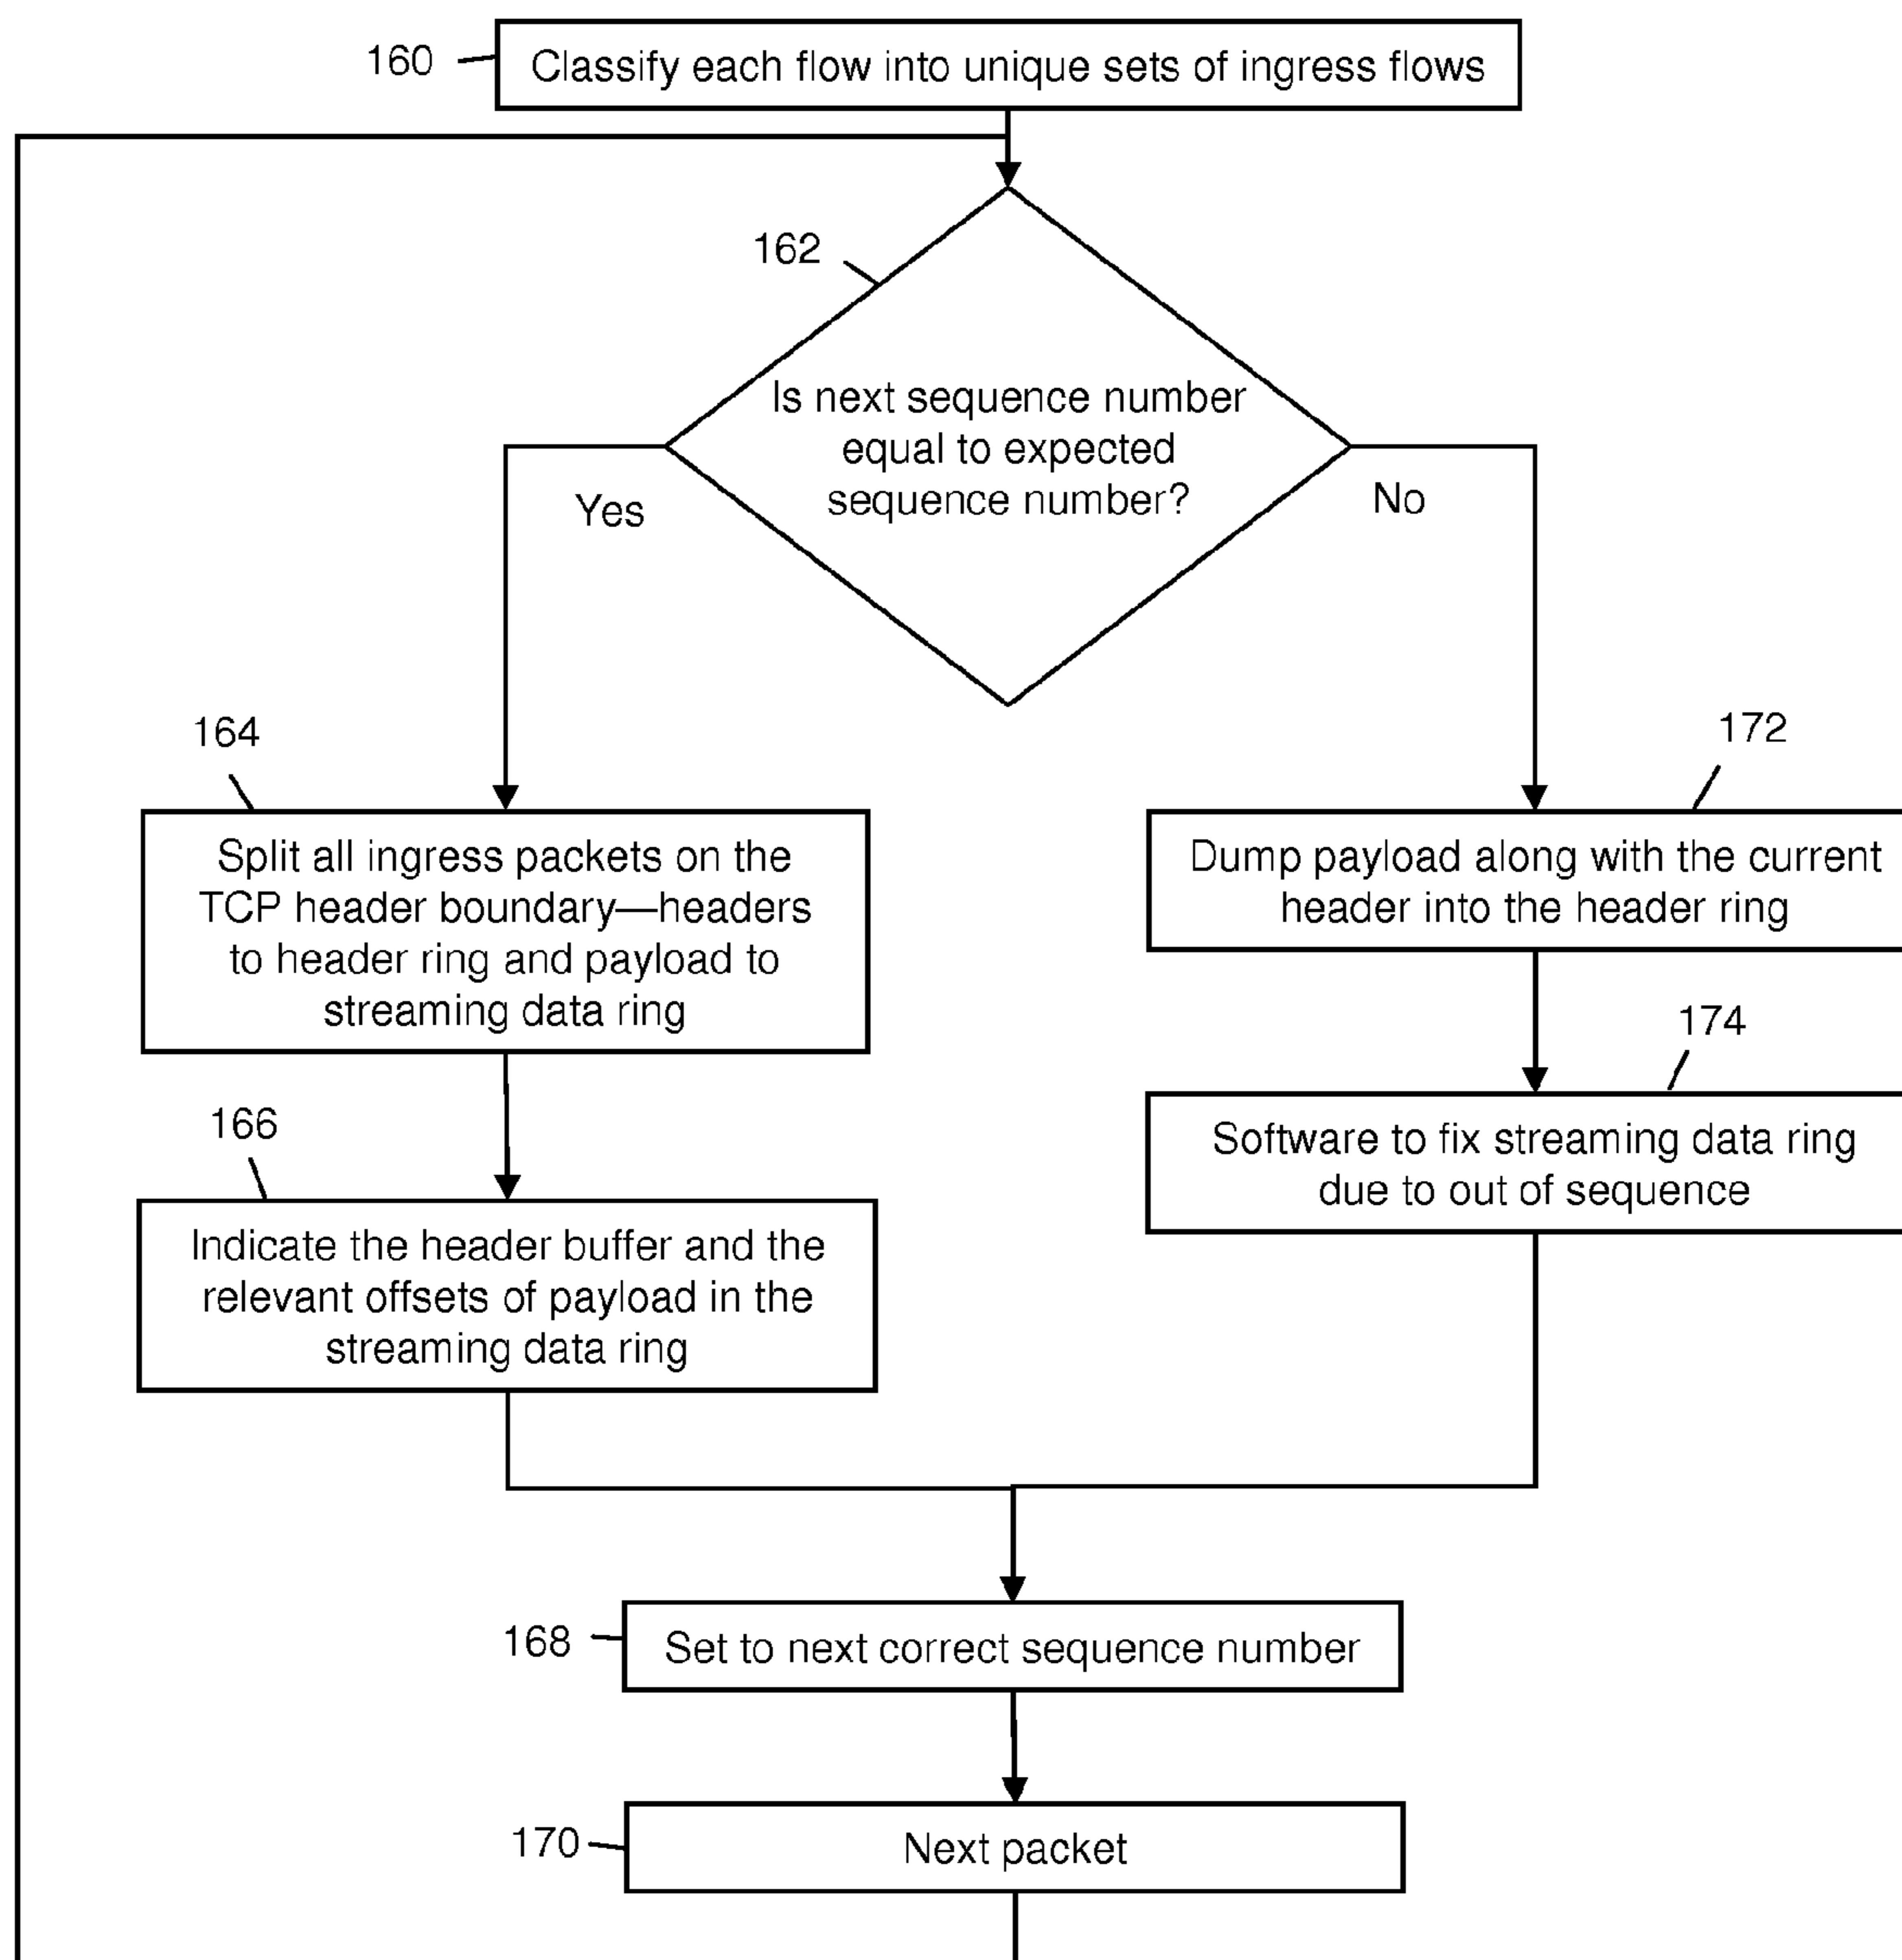 160
Classify each flow into unique sets of ingress flows
162
Is next sequence number
equal to expected
sequence number?
Yes
No
164
Split all ingress packets on the
TCP header boundary—headers
to header ring and payload to
streaming data ring
172
Dump payload along with the current
header into the header ring
174
Software to fix streaming data ring
due to out of sequence
166
Indicate the header buffer and the
relevant offsets of payload in the
streaming data ring
168
Set to next correct sequence number
170
Next packet